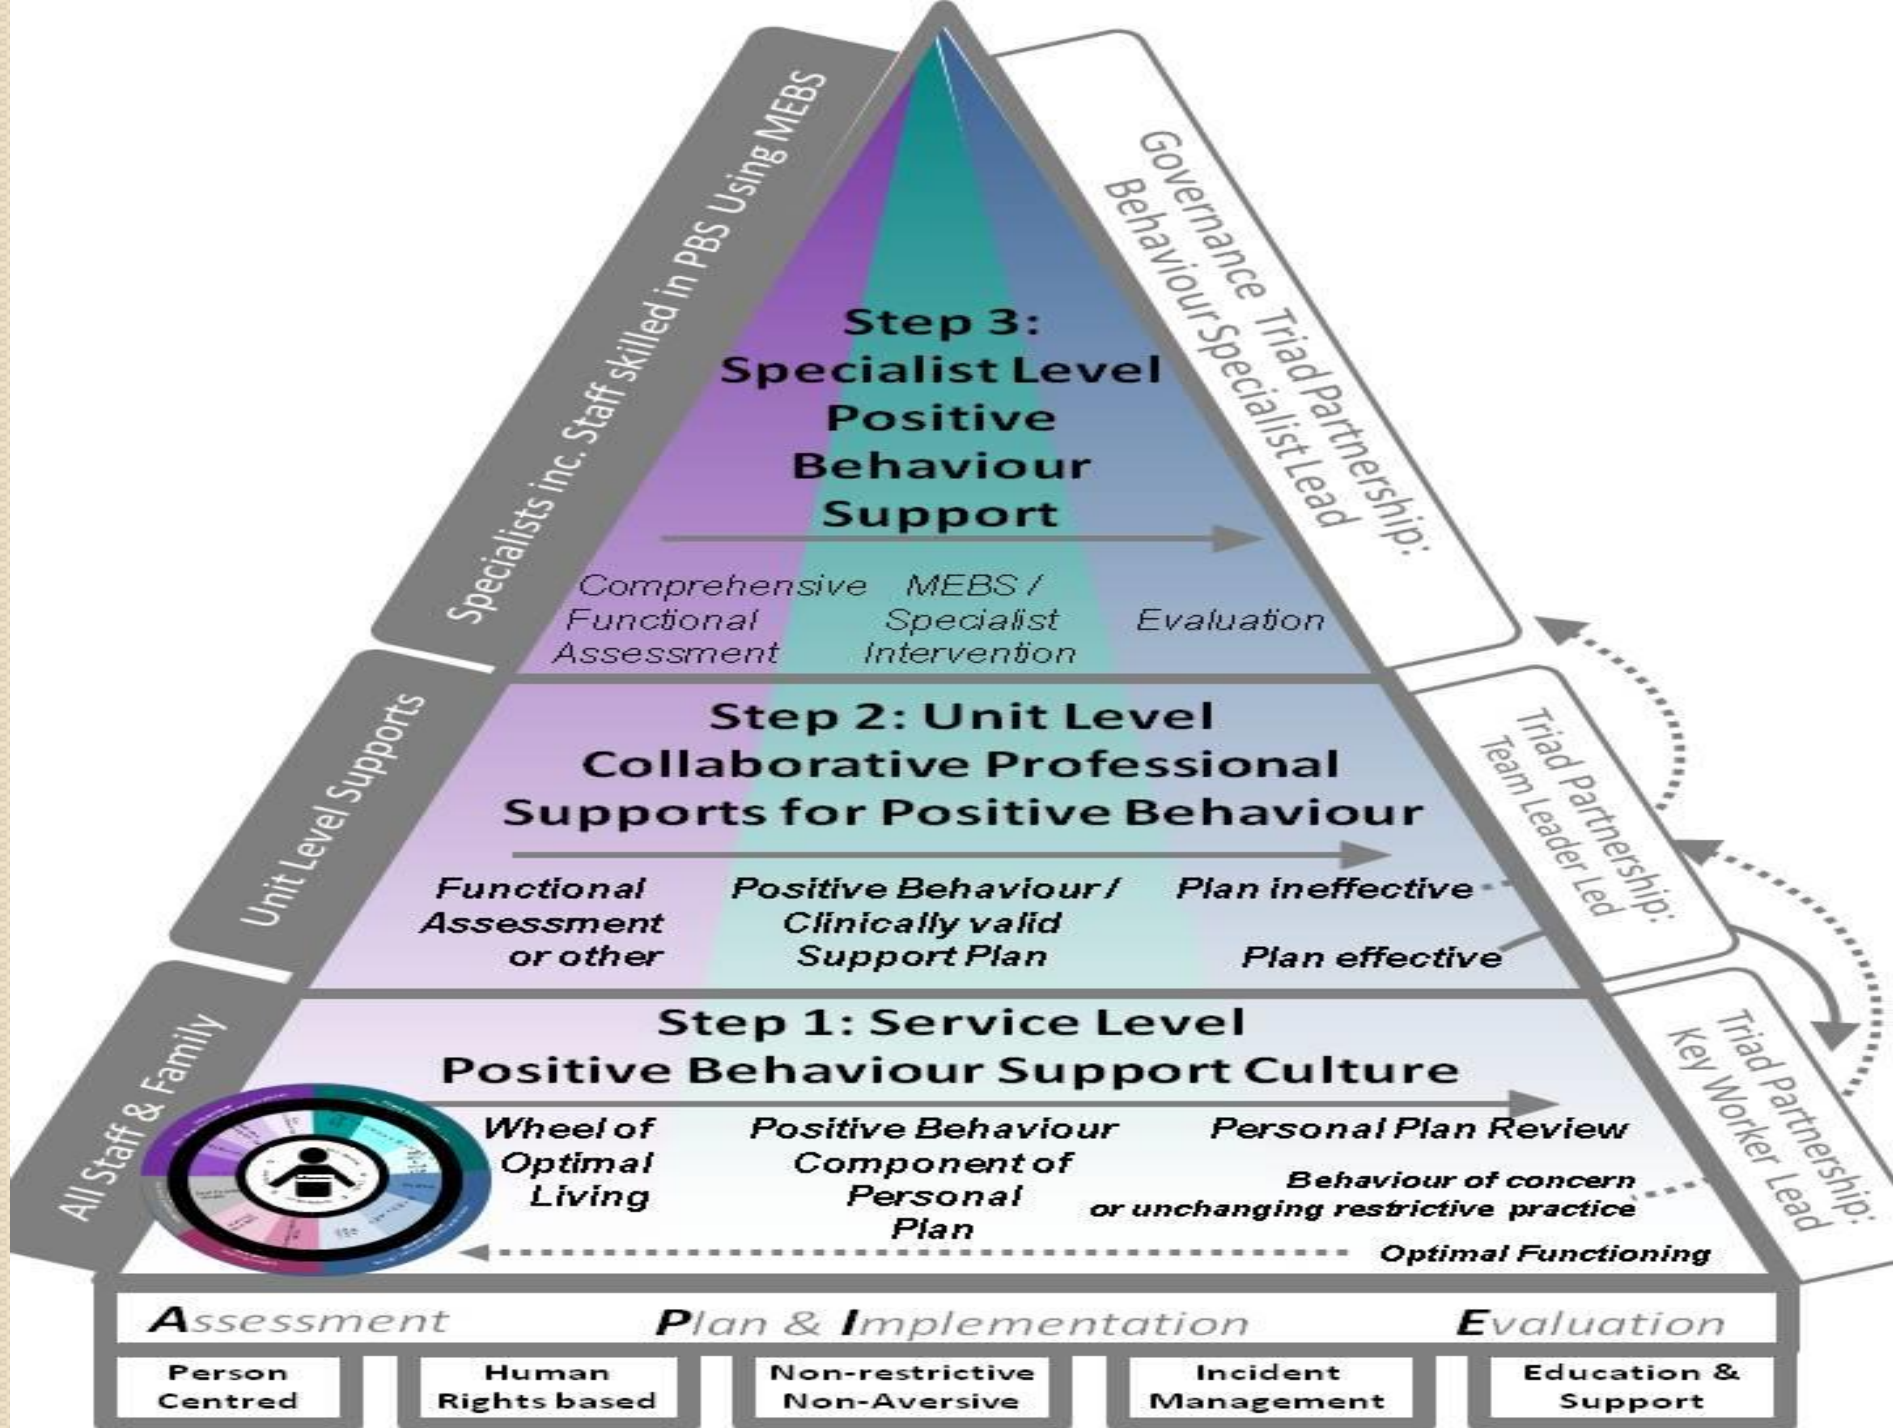 Specialists inc. Staff skilled in PBS Using MEBS
Governance Triad Partnership:
Behaviour Specialist Lead
Step 3:
Specialist Level
Positive
Behaviour
Support
Comprehensive
Functional
Assessment
MEBS /
Specialist
Intervention
Evaluation
Unit Level Supports
Triad Partnership:
Team Leader Led
Step 2: Unit Level
Collaborative Professional
Supports for Positive Behaviour
Functional
Assessment
or other
Positive Behaviour /
Clinically valid
Support Plan
Plan ineffective
Plan effective
All Staff & Family
Triad Partnership:
Key Worker Lead
Step 1: Service Level
Positive Behaviour Support Culture
Wheel of
Optimal
Living
Positive Behaviour
Component of
Personal
Plan
Personal Plan Review
Behaviour of concern
or unchanging restrictive practice
Optimal Functioning
Assessment
Plan & Implementation
Evaluation
Person
Centred
Human
Rights based
Non-restrictive
Non-Aversive
Incident
Management
Education &
Support